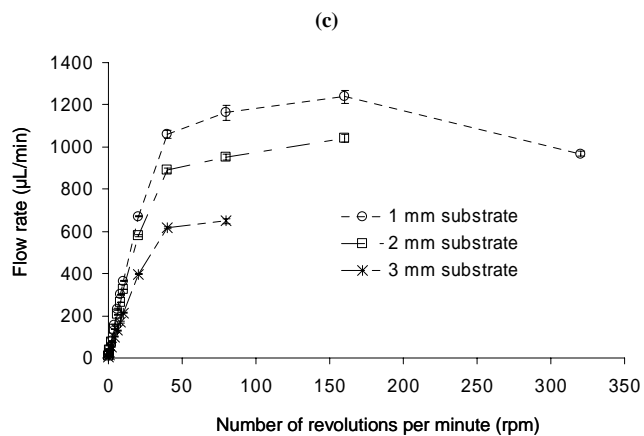 (c)
1400
1200
1000
800
600
400
200
0
Flow rate (µL/min)
1 mm substrate
2 mm substrate
3 mm substrate
0 50 100 150 200 250 300 350
Number of revolutions per minute (rpm)